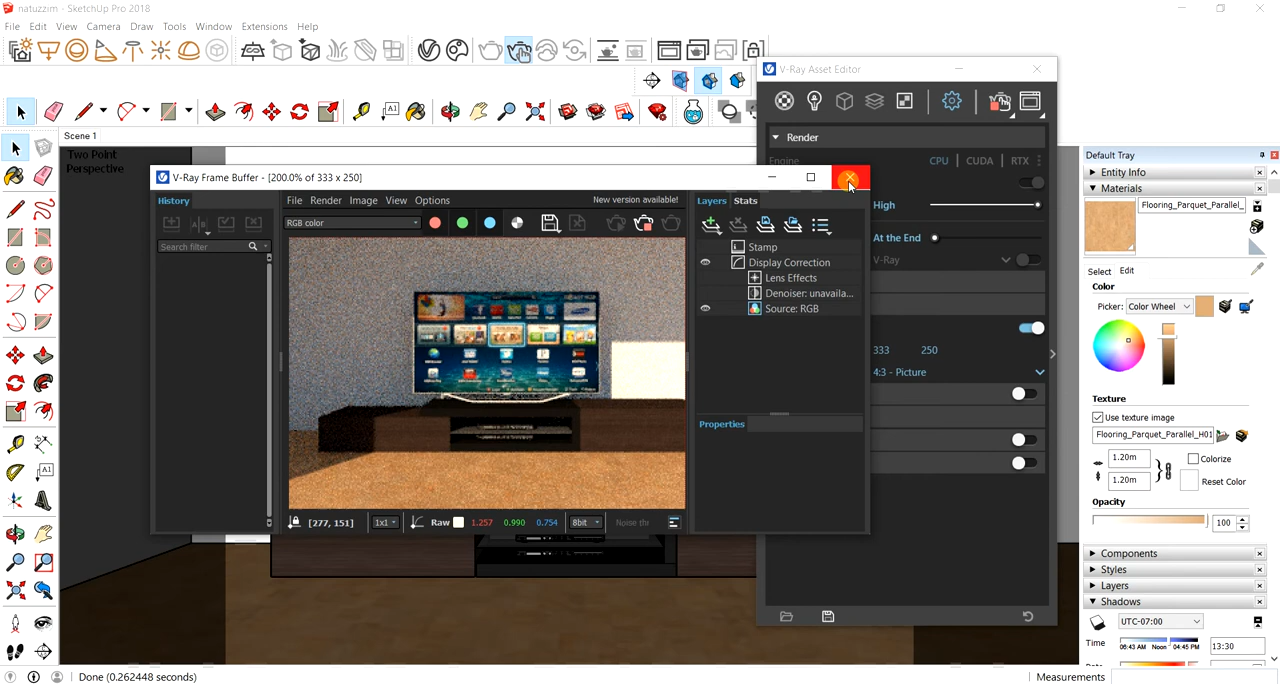 natuzzim - SketchUp Pro 2018
File Edit View Camera Draw Tools Window Extensions Help
V-Ray Asset Editor
Scene 1
Two Point
Perspective
Render
Engine
CPU | CUDA | RTX
High
At the End
V-Ray
333 250
4:3 - Picture
V-Ray Frame Buffer - [200.0% of 333 x 250]
History
File Render Image View Options
New version available!
Layers Stats
RGB color
Search filter
Stamp
Display Correction
Lens Effects
Denoiser: unavaila...
Source: RGB
Properties
[277, 151]
1x1
Raw
1.257 0.990 0.754
8bit
Noise thr
Default Tray
Entity Info
Materials
Flooring_Parquet_Parallel_
Select Edit
Color
Picker: Color Wheel
Texture
Use texture image
Flooring_Parquet_Parallel_H01
1.20m
Colorize
1.20m
Reset Color
Opacity
100
Components
Styles
Layers
Shadows
UTC-07:00
Time
06:43 AM Noon 04:45 PM
13:30
Done (0.262448 seconds)
Measurements